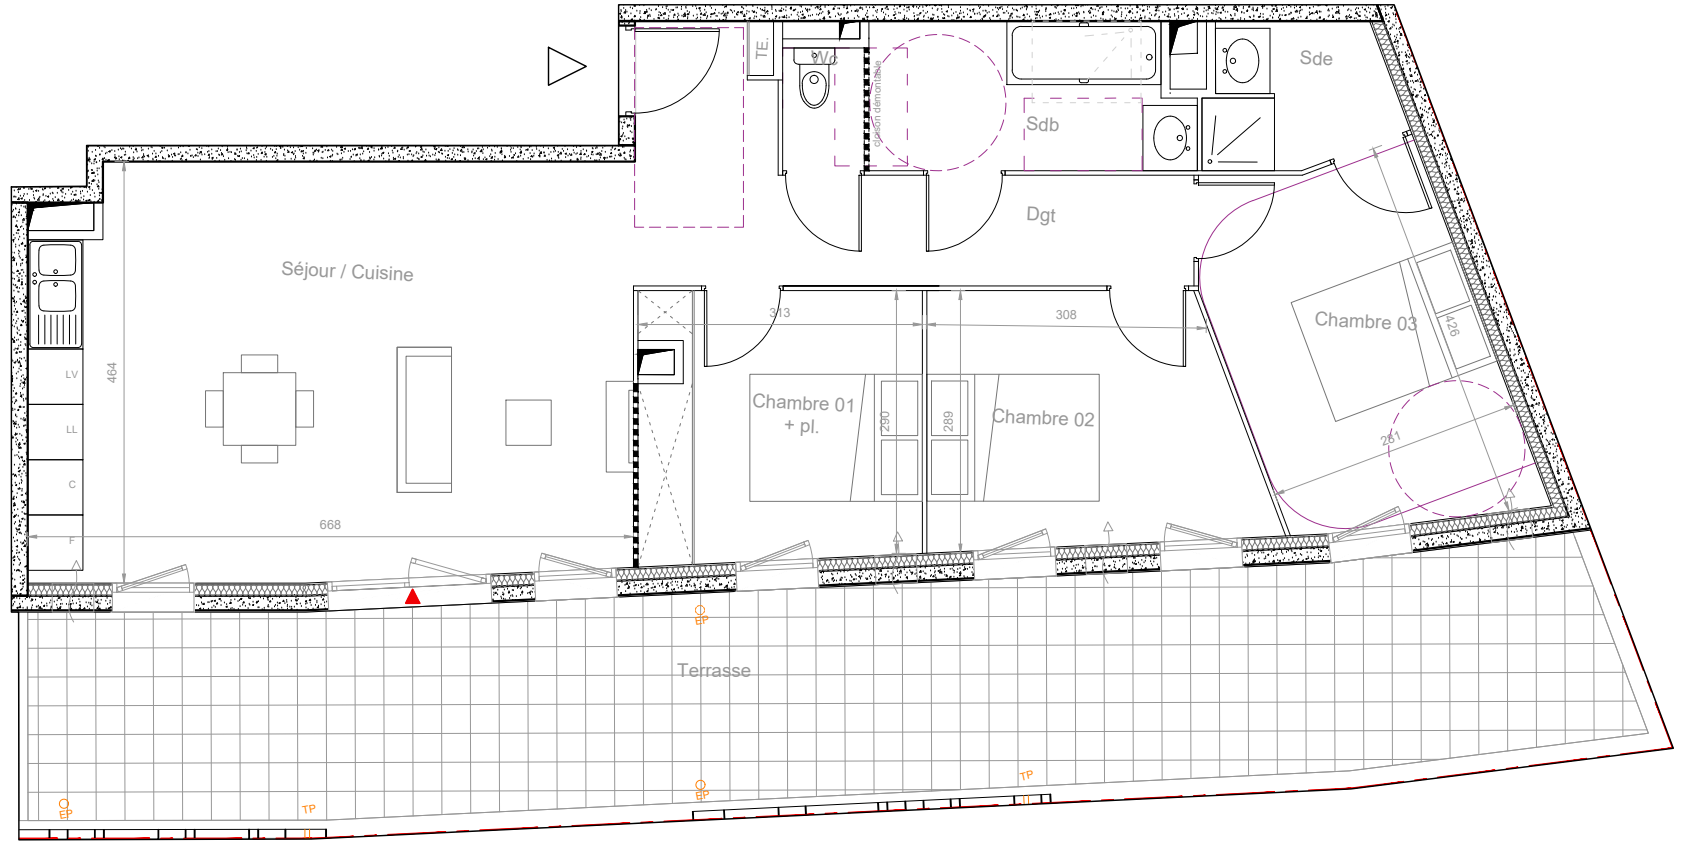 TE.
Wc
cloison démontable
Sdb
Sde
Dgt
Séjour / Cuisine
464
668
LV
LL
C
F
313
308
Chambre 01
+ pl.
290
289
Chambre 02
Chambre 03
426
281
EP
Terrasse
EP
TP
EP
TP